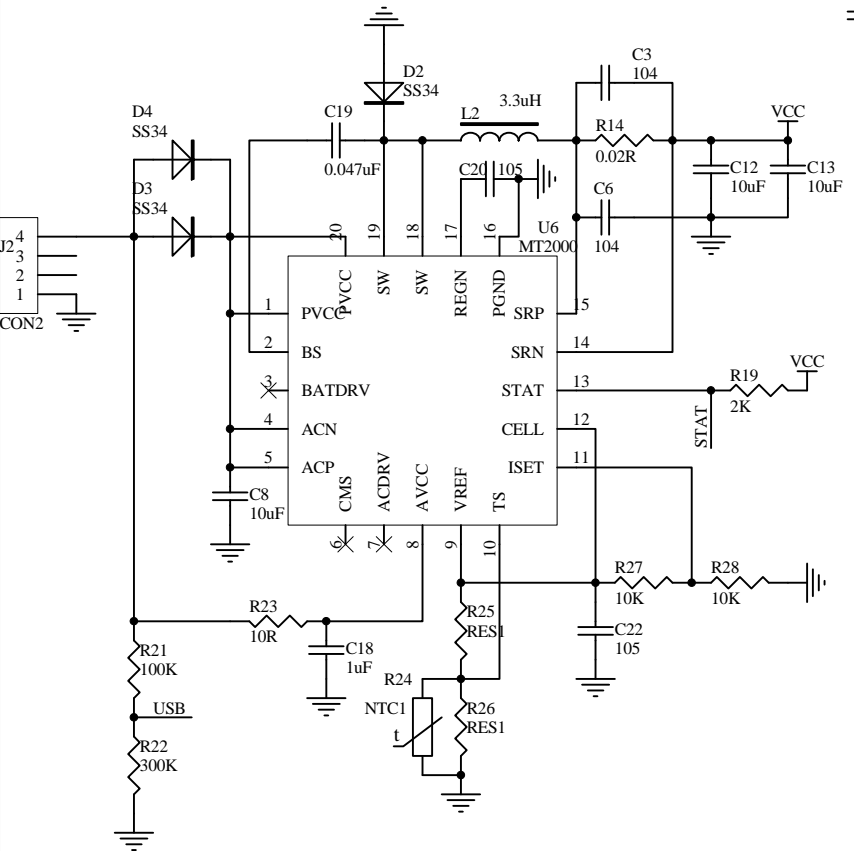 C3
104
D2
SS34
3.3uH
L2
D4
SS34
C19
0.047uF
R14
0.02R
VCC
C20
105
C12
10uF
C13
10uF
D3
SS34
C6
104
U6
MT2000
J2
4
3
2
1
CON2
20
19
18
17
16
PVCC
SW
SW
REGN
PGND
1
PVCC
SRP
15
2
BS
SRN
14
3
BATDRV
STAT
13
R19
2K
VCC
STAT
4
ACN
CELL
12
5
ACP
ISET
11
CMS
ACDRV
AVCC
VREF
TS
C8
10uF
6
7
8
9
10
R27
10K
R28
10K
R23
10R
R25
RES1
C22
105
R21
100K
C18
1uF
R24
NTC1
t
R26
RES1
USB
R22
300K